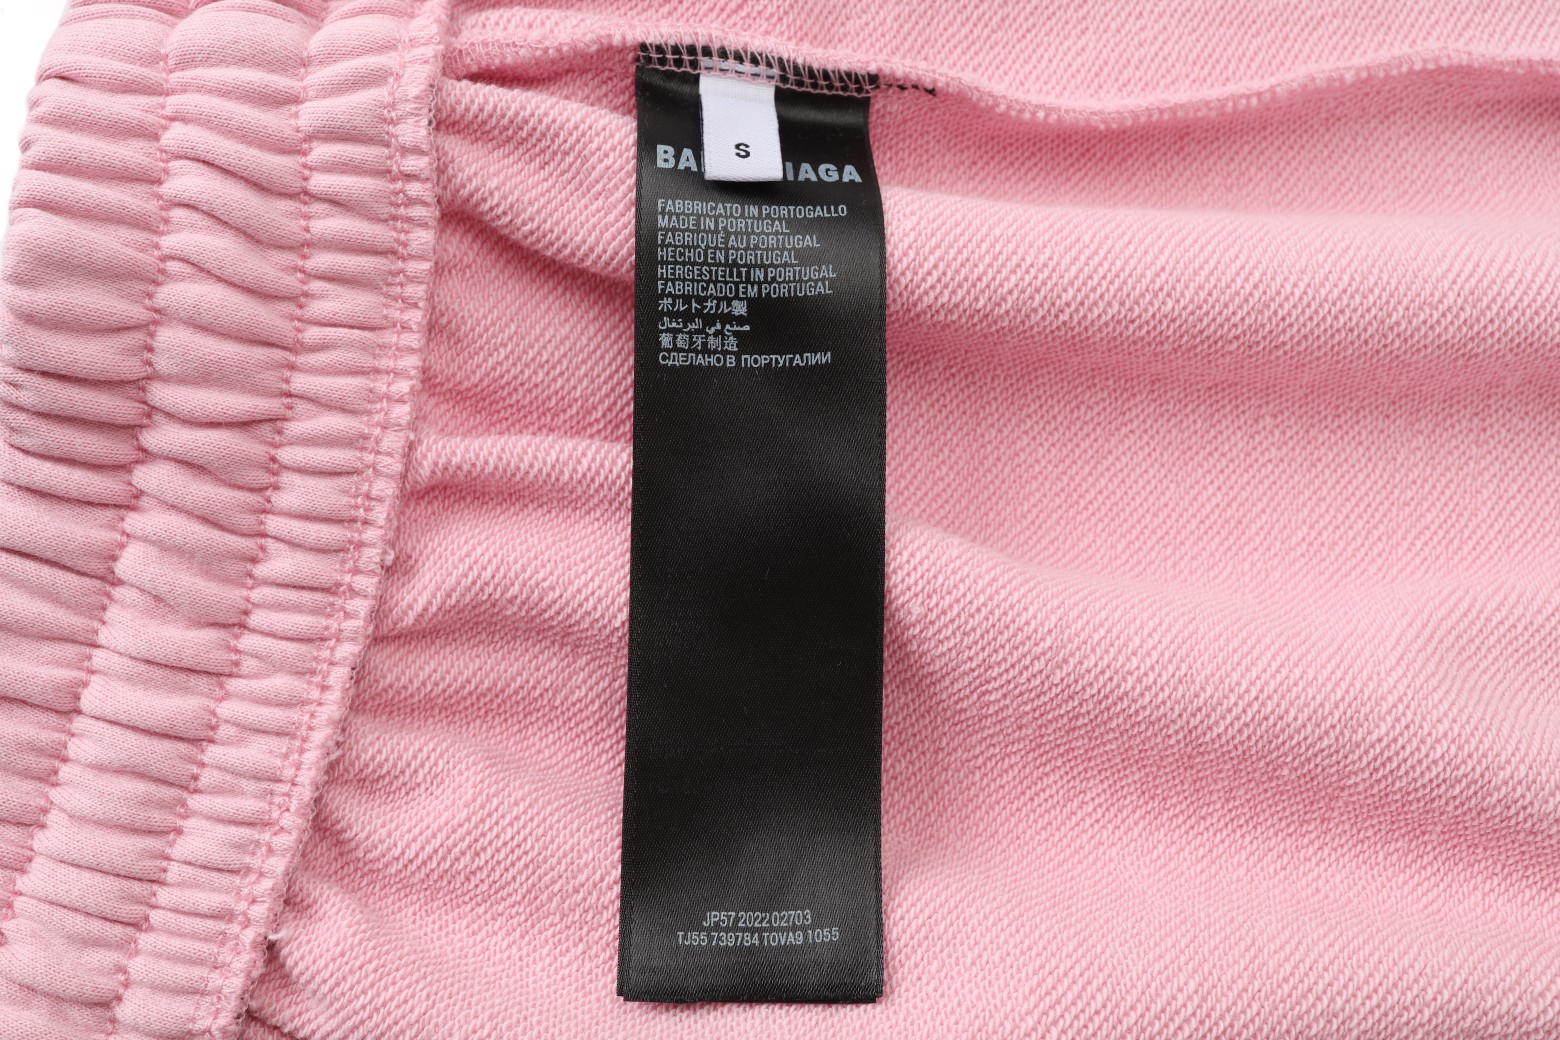 S
BA IAGA
FABBRICATO IN PORTOGALLO
MADE IN PORTUGAL
FABRIQUÉ AU PORTUGAL
HECHO EN PORTUGAL
HERGESTELLT IN PORTUGAL
FABRICADO EM PORTUGAL
ポルトガル製
صنع في البرتغال
葡萄牙制造
СДЕЛАНО В ПОРТУГАЛИИ
JP57 2022 02703
TJ55 739784 TOVA9 1055